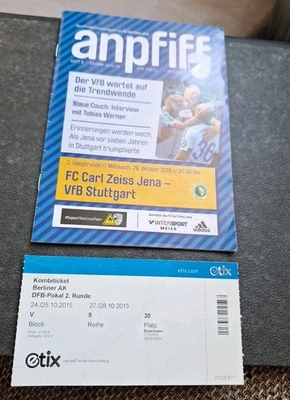 anpfiff
Der VfB wartet auf
die Trendwende
Blaue Couch: Interview
mit Tobias Werner
Erinnerungen werden wach:
Als Jena vor sieben Jahren
in Stuttgart triumphierte
36
2. Hauptrunde // Mittwoch, 28. Oktober 2015 // 20.30 Uhr
FC Carl Zeiss Jena –
VfB Stuttgart
INTERSPORT
MEIER
adidas
etix.com
etix
Kombiticket
Berliner AK
DFB-Pokal 2. Runde
24./25.10.2015
27./28.10.2015
V
9
30
Block
Reihe
Platz
etix